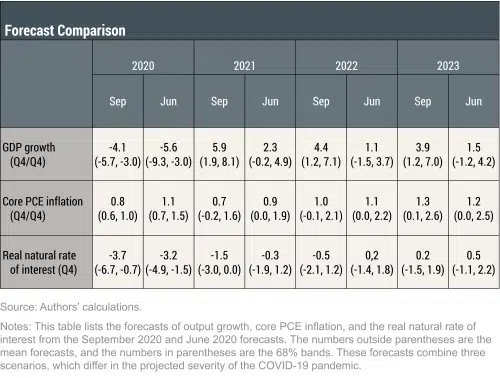 Forecast Comparison
2020 2021 2022 2023
Sep Jun Sep Jun Sep Jun Sep Jun
GDP growth -4.1 -5.6 5.9 2.3 4.4 1.1 3.9 1.5
(Q4/Q4) (-5.7, -3.0) (-9.3, -3.0) (1.9, 8.1) (-0.2, 4.9) (1.2, 7.1) (-1.5, 3.7) (1.2, 7.0) (-1.2, 4.2)
Core PCE inflation 0.8 1.1 0.7 0.9 1.0 1.1 1.3 1.2
(Q4/Q4) (0.6, 1.0) (0.7, 1.5) (-0.2, 1.6) (0.0, 1.9) (-0.1, 2.1) (0.0, 2.2) (0.1, 2.6) (0.0, 2.5)
Real natural rate -3.7 -3.2 -1.5 -0.3 -0.5 0,2 0.2 0.5
of interest (Q4) (-6.7, -0.7) (-4.9, -1.5) (-3.0, 0.0) (-1.9, 1.2) (-2.1, 1.2) (-1.4, 1.8) (-1.5, 1.9) (-1.1, 2.2)
Source: Authors' calculations.
Notes: This table lists the forecasts of output growth, core PCE inflation, and the real natural rate of
interest from the September 2020 and June 2020 forecasts. The numbers outside parentheses are the
mean forecasts, and the numbers in parentheses are the 68% bands. These forecasts combine three
scenarios, which differ in the projected severity of the COVID-19 pandemic.